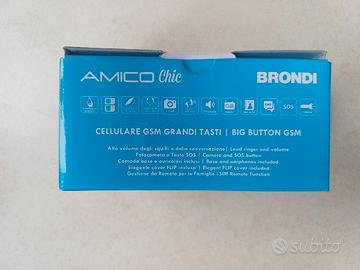 AMICO Chic
BRONDI
SOS
CELLULARE GSM GRANDI TASTI | BIG BUTTON GSM
Alto volume degli squilli e della conversazione | Loud ringer and volume
Fotocamera e Tasto SOS | Camera and SOS button
Comoda base e auricolari inclusi | Base and earphones included
Elegante cover FLIP inclusa | Elegant FLIP cover included
Gestione da Remoto per la Famiglia | SIM Remote Function
subito